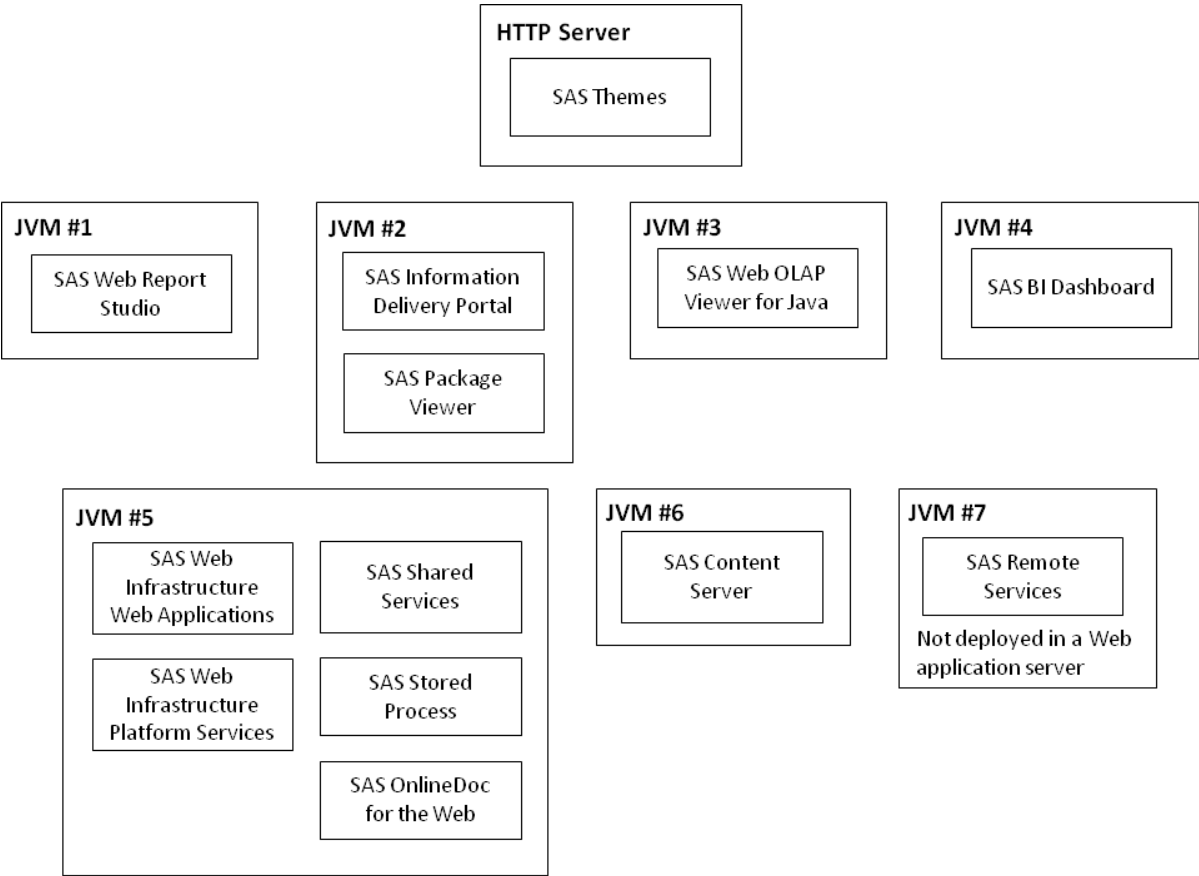 HTTP Server
SAS Themes
JVM #1
SAS Web Report
Studio
JVM #2
SAS Information
Delivery Portal
SAS Package
Viewer
JVM #3
SAS Web OLAP
Viewer for Java
JVM #4
SAS BI Dashboard
JVM #5
SAS Web
Infrastructure
Web Applications
SAS Shared
Services
SAS Web
Infrastructure
Platform Services
SAS Stored
Process
SAS OnlineDoc
for the Web
JVM #6
SAS Content
Server
JVM #7
SAS Remote
Services
Not deployed in a Web
application server